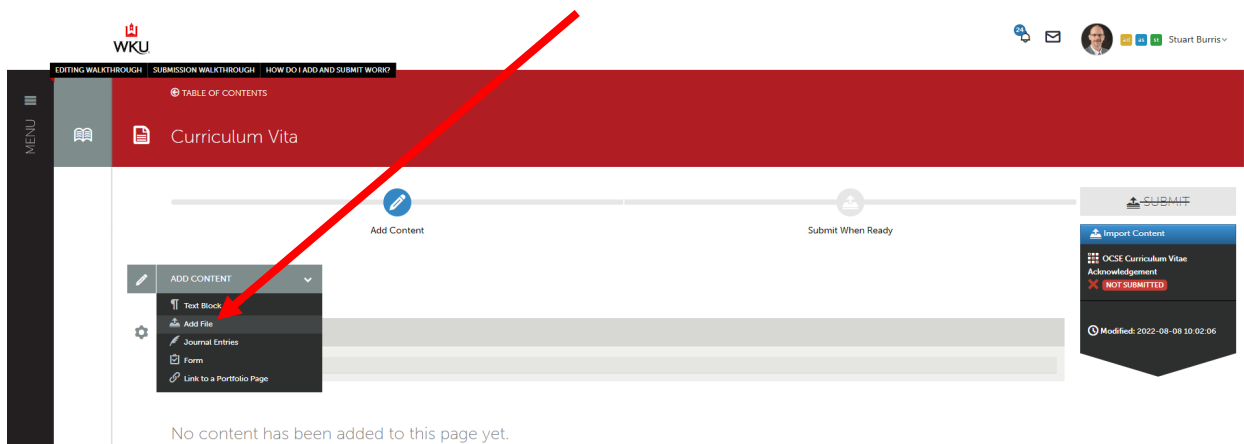 WKU
24
ad as st Stuart Burris
EDITING WALKTHROUGH SUBMISSION WALKTHROUGH HOW DO I ADD AND SUBMIT WORK?
MENU
TABLE OF CONTENTS
Curriculum Vita
Add Content
Submit When Ready
SUBMIT
Import Content
OCSE Curriculum Vitae
Acknowledgement
NOT SUBMITTED
Modified: 2022-08-08 10:02:06
ADD CONTENT
Text Block
Add File
Journal Entries
Form
Link to a Portfolio Page
No content has been added to this page yet.